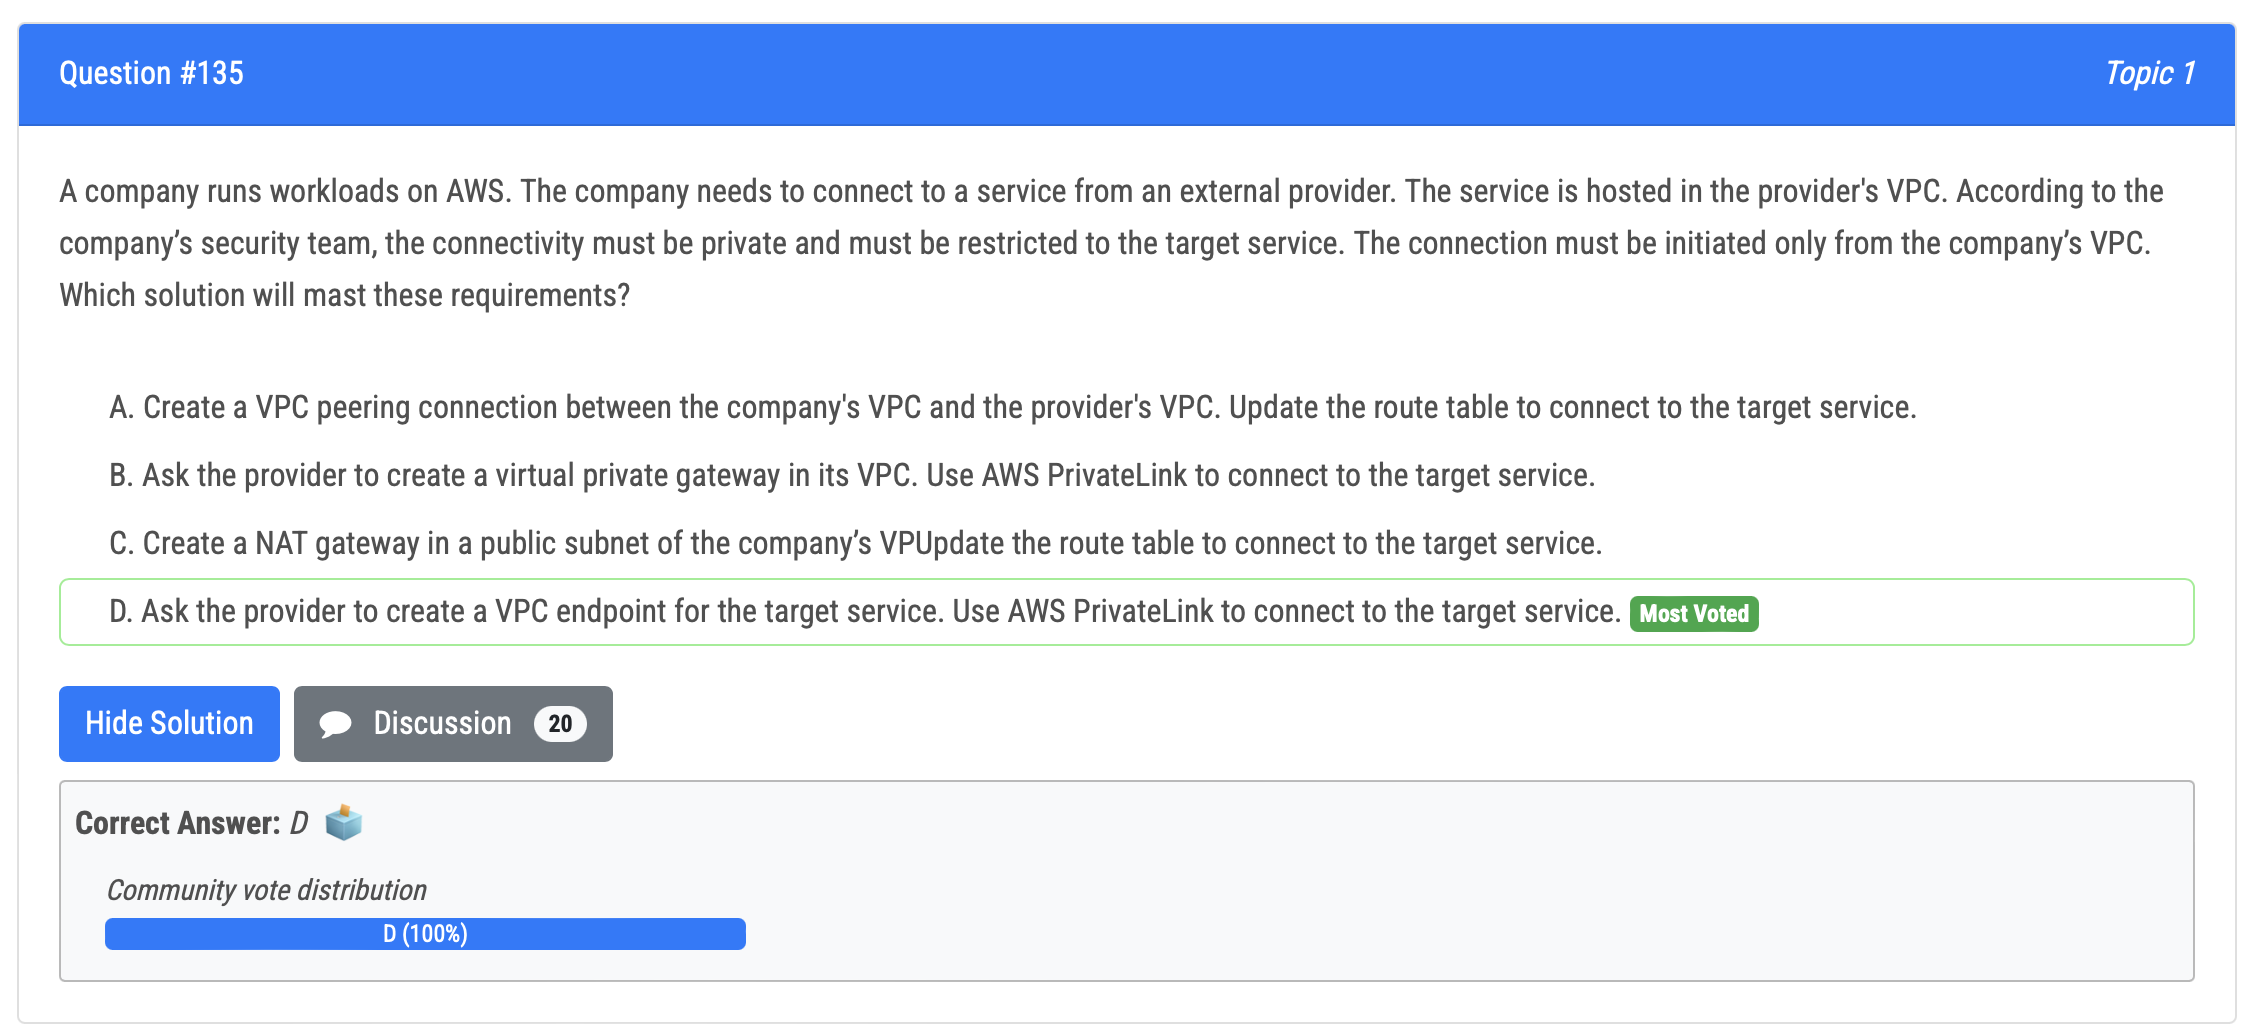 Question #135
Topic 1
A company runs workloads on AWS. The company needs to connect to a service from an external provider. The service is hosted in the provider's VPC. According to the
company’s security team, the connectivity must be private and must be restricted to the target service. The connection must be initiated only from the company’s VPC.
Which solution will mast these requirements?
A. Create a VPC peering connection between the company's VPC and the provider's VPC. Update the route table to connect to the target service.
B. Ask the provider to create a virtual private gateway in its VPC. Use AWS PrivateLink to connect to the target service.
C. Create a NAT gateway in a public subnet of the company’s VPUpdate the route table to connect to the target service.
D. Ask the provider to create a VPC endpoint for the target service. Use AWS PrivateLink to connect to the target service. Most Voted
Hide Solution
Discussion 20
Correct Answer: D
Community vote distribution
D (100%)